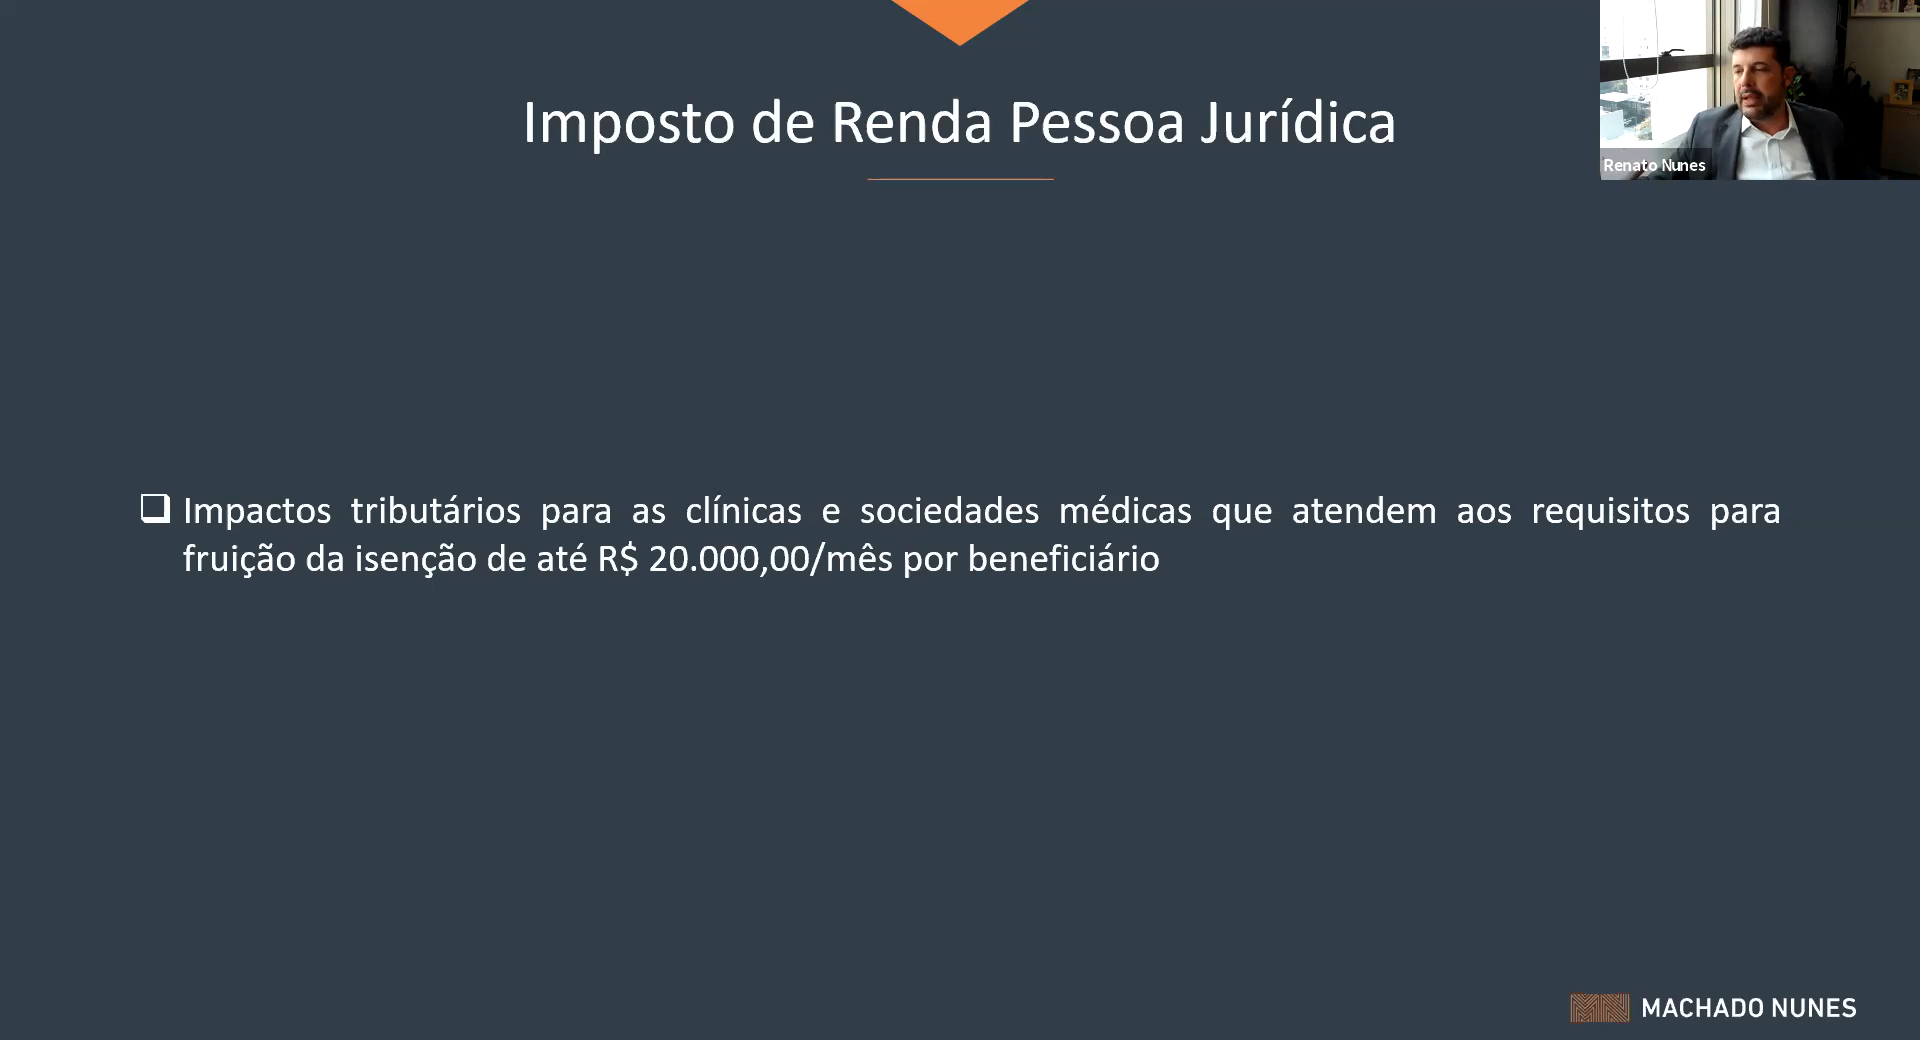 Imposto de Renda Pessoa Jurídica
Renato Nunes
❑ Impactos tributários para as clínicas e sociedades médicas que atendem aos requisitos para
fruição da isenção de até R$ 20.000,00/mês por beneficiário
MACHADO NUNES